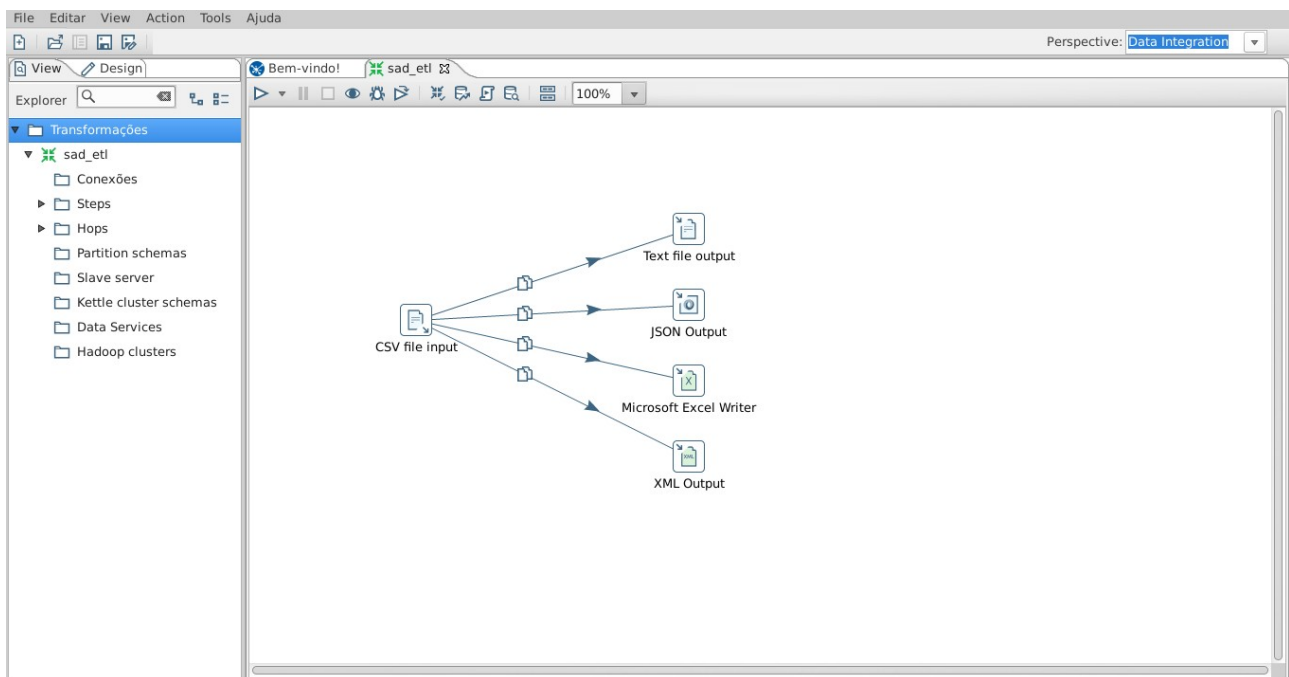 File Editar View Action Tools Ajuda
Perspective: Data Integration
View Design
Bem-vindo! sad_etl
Explorer
100%
Transformações
sad_etl
Conexões
Steps
Hops
Partition schemas
Slave server
Kettle cluster schemas
Data Services
Hadoop clusters
Text file output
JSON Output
CSV file input
X
Microsoft Excel Writer
XML
XML Output